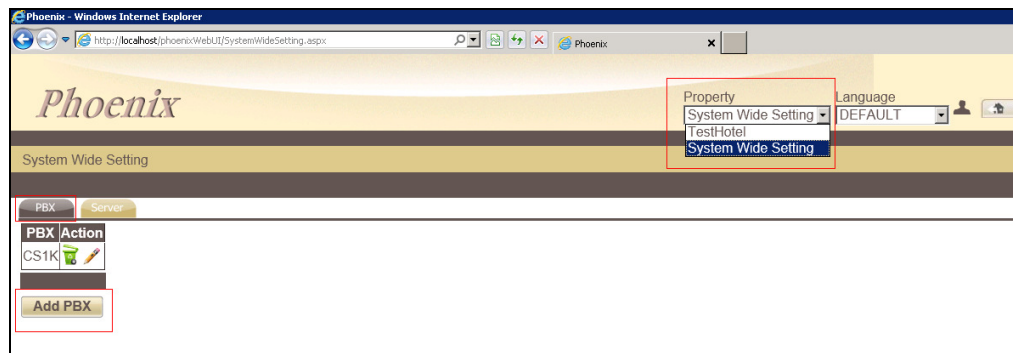 Phoenix - Windows Internet Explorer
http://localhost/phoenixWebUI/SystemWideSetting.aspx
Phoenix
Phoenix
Property
Language
System Wide Setting
DEFAULT
TestHotel
System Wide Setting
System Wide Setting
PBX
Server
PBX Action
CS1K
Add PBX